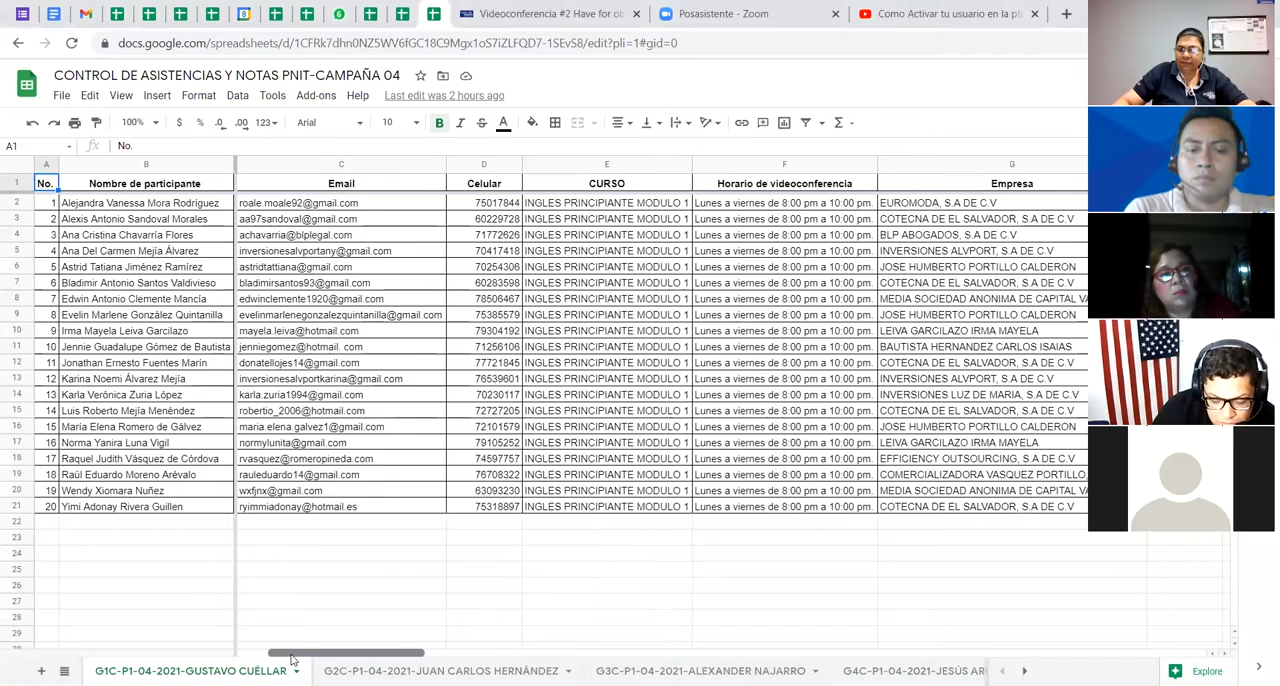 Videoconferencia #2 Have for ob
Posasistente - Zoom
Como Activar tu usuario en la pl
docs.google.com/spreadsheets/d/1CFRk7dhn0NZ5WV6fGC18C9Mgx1oS7iZLFQD7-1SEvS8/edit?pli=1#gid=0
CONTROL DE ASISTENCIAS Y NOTAS PNIT-CAMPAÑA 04
File Edit View Insert Format Data Tools Add-ons Help Last edit was 2 hours ago
100% $ % .0 .00 123 Arial 10 B I S A
A1 fx No.
A B C D E F G
1 No. Nombre de participante Email Celular CURSO Horario de videoconferencia Empresa
2 1 Alejandra Vanessa Mora Rodríguez roale.moale92@gmail.com 75017844 INGLES PRINCIPIANTE MODULO 1 Lunes a viernes de 8:00 pm a 10:00 pm. EUROMODA, S.A DE C.V
3 2 Alexis Antonio Sandoval Morales aa97sandoval@gmail.com 60229728 INGLES PRINCIPIANTE MODULO 1 Lunes a viernes de 8:00 pm a 10:00 pm. COTECNA DE EL SALVADOR, S.A DE C.V
4 3 Ana Cristina Chavarría Flores achavarria@blplegal.com 71772626 INGLES PRINCIPIANTE MODULO 1 Lunes a viernes de 8:00 pm a 10:00 pm. BLP ABOGADOS, S.A DE C.V
5 4 Ana Del Carmen Mejía Álvarez inversionesalvportany@gmail.com 70417418 INGLES PRINCIPIANTE MODULO 1 Lunes a viernes de 8:00 pm a 10:00 pm. INVERSIONES ALVPORT, S.A DE C.V
6 5 Astrid Tatiana Jiménez Ramírez astridtattiana@gmail.com 70254306 INGLES PRINCIPIANTE MODULO 1 Lunes a viernes de 8:00 pm a 10:00 pm. JOSE HUMBERTO PORTILLO CALDERON
7 6 Bladimir Antonio Santos Valdivieso bladimirsantos93@gmail.com 60283598 INGLES PRINCIPIANTE MODULO 1 Lunes a viernes de 8:00 pm a 10:00 pm. COTECNA DE EL SALVADOR, S.A DE C.V
8 7 Edwin Antonio Clemente Mancía edwinclemente1920@gmail.com 78506467 INGLES PRINCIPIANTE MODULO 1 Lunes a viernes de 8:00 pm a 10:00 pm. MEDIA SOCIEDAD ANONIMA DE CAPITAL VA
9 8 Evelin Marlene González Quintanilla evelinmarlenegonzalezquintanilla@gmail.com 75385579 INGLES PRINCIPIANTE MODULO 1 Lunes a viernes de 8:00 pm a 10:00 pm. JOSE HUMBERTO PORTILLO CALDERON
10 9 Irma Mayela Leiva Garcilazo mayela.leiva@hotmail.com 79304192 INGLES PRINCIPIANTE MODULO 1 Lunes a viernes de 8:00 pm a 10:00 pm. LEIVA GARCILAZO IRMA MAYELA
11 10 Jennie Guadalupe Gómez de Bautista jenniegomez@hotmail. com 71256106 INGLES PRINCIPIANTE MODULO 1 Lunes a viernes de 8:00 pm a 10:00 pm. BAUTISTA HERNANDEZ CARLOS ISAIAS
12 11 Jonathan Ernesto Fuentes Marín donatellojes14@gmail.com 77721845 INGLES PRINCIPIANTE MODULO 1 Lunes a viernes de 8:00 pm a 10:00 pm. COTECNA DE EL SALVADOR, S.A DE C.V
13 12 Karina Noemi Álvarez Mejía inversionesalvportkarina@gmail.com 76539601 INGLES PRINCIPIANTE MODULO 1 Lunes a viernes de 8:00 pm a 10:00 pm. INVERSIONES ALVPORT, S.A DE C.V
14 13 Karla Verónica Zuria López karla.zuria1994@gmail.com 70230117 INGLES PRINCIPIANTE MODULO 1 Lunes a viernes de 8:00 pm a 10:00 pm. INVERSIONES LUZ DE MARIA, S.A DE C.V
15 14 Luis Roberto Mejía Menéndez robertio_2006@hotmail.com 72727205 INGLES PRINCIPIANTE MODULO 1 Lunes a viernes de 8:00 pm a 10:00 pm. COTECNA DE EL SALVADOR, S.A DE C.V
16 15 María Elena Romero de Gálvez maria.elena.galvez1@gmail.com 72101579 INGLES PRINCIPIANTE MODULO 1 Lunes a viernes de 8:00 pm a 10:00 pm. JOSE HUMBERTO PORTILLO CALDERON
17 16 Norma Yanira Luna Vigil normylunita@gmail.com 79105252 INGLES PRINCIPIANTE MODULO 1 Lunes a viernes de 8:00 pm a 10:00 pm. LEIVA GARCILAZO IRMA MAYELA
18 17 Raquel Judith Vásquez de Córdova rvasquez@romeropineda.com 74597757 INGLES PRINCIPIANTE MODULO 1 Lunes a viernes de 8:00 pm a 10:00 pm. EFFICIENCY OUTSOURCING, S.A DE C.V
19 18 Raúl Eduardo Moreno Arévalo rauleduardo14@gmail.com 76708322 INGLES PRINCIPIANTE MODULO 1 Lunes a viernes de 8:00 pm a 10:00 pm. COMERCIALIZADORA VASQUEZ PORTILLO,
20 19 Wendy Xiomara Nuñez wxfjnx@gmail.com 63093230 INGLES PRINCIPIANTE MODULO 1 Lunes a viernes de 8:00 pm a 10:00 pm. MEDIA SOCIEDAD ANONIMA DE CAPITAL VA
21 20 Yimi Adonay Rivera Guillen ryimmiadonay@hotmail.es 75318897 INGLES PRINCIPIANTE MODULO 1 Lunes a viernes de 8:00 pm a 10:00 pm. COTECNA DE EL SALVADOR, S.A DE C.V
22
23
24
25
26
27
28
29
G1C-P1-04-2021-GUSTAVO CUÉLLAR G2C-P1-04-2021-JUAN CARLOS HERNÁNDEZ G3C-P1-04-2021-ALEXANDER NAJARRO G4C-P1-04-2021-JESÚS AR Explore